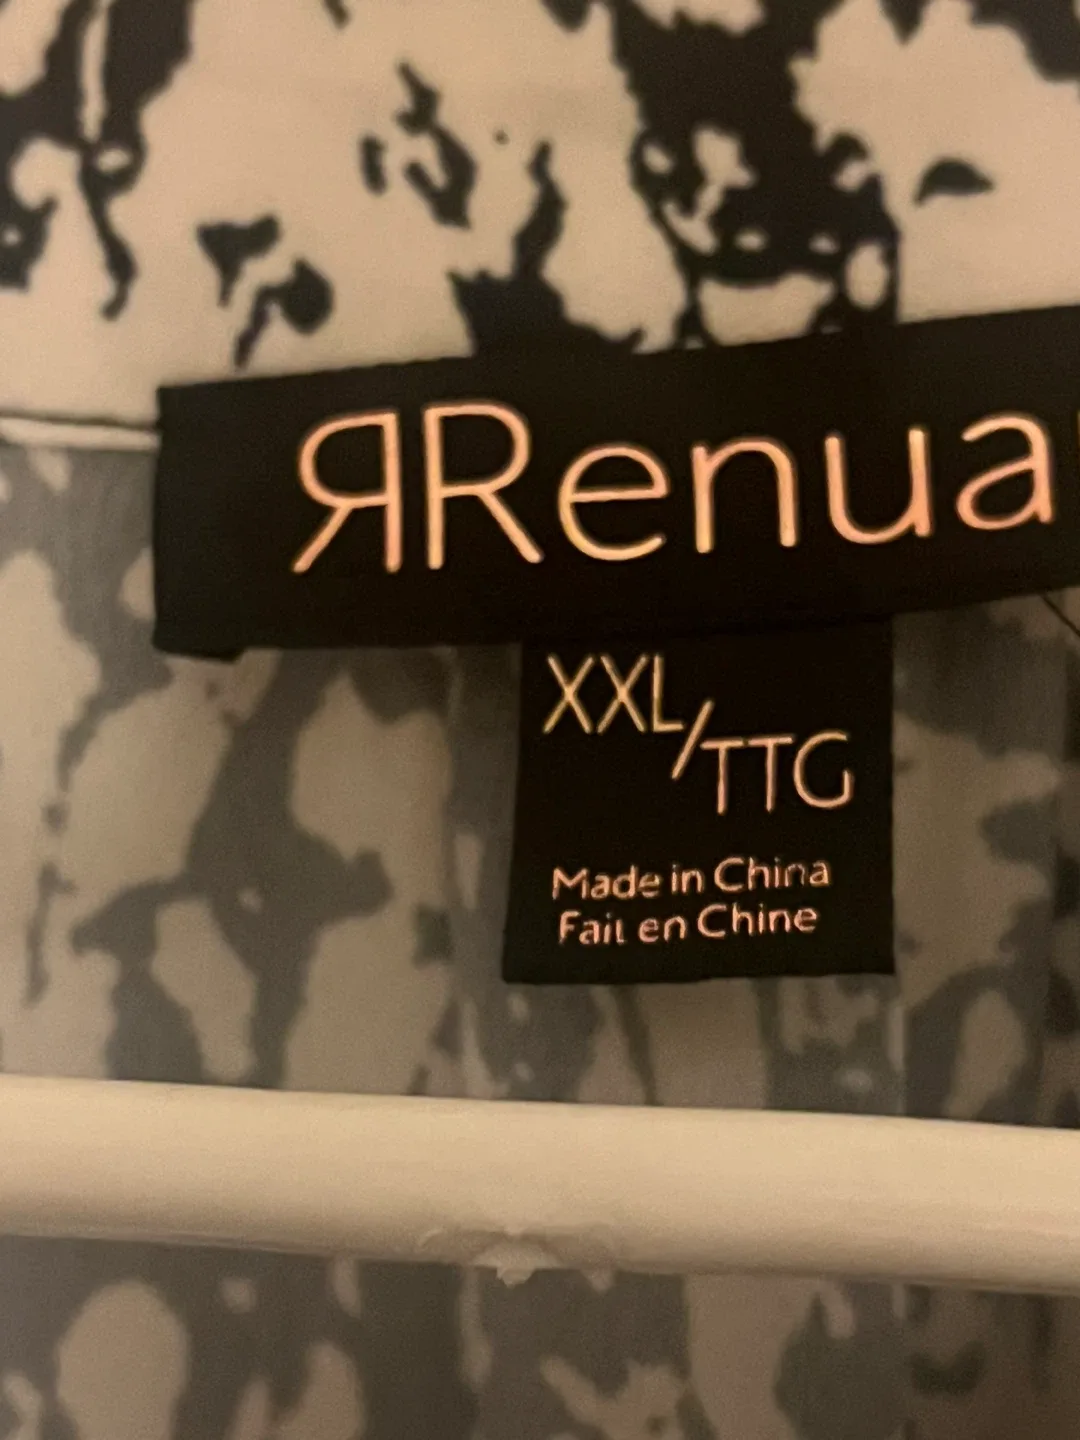 ЯRenua
XXL/TTG
Made in China
Fait en Chine